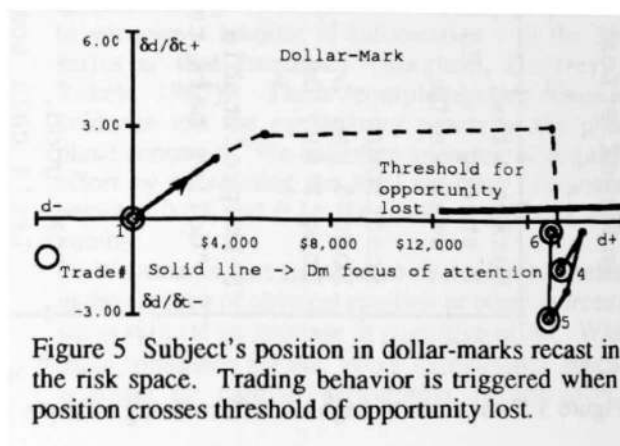 6.00
δd/δt+
Dollar-Mark
3.00
Threshold for
opportunity
lost
d-
1
$4,000
$8,000
$12,000
6
d+
Trade#
Solid line -> Dm focus of attention
4
-3.00
δd/δt-
5
Figure 5 Subject's position in dollar-marks recast in
the risk space. Trading behavior is triggered when
position crosses threshold of opportunity lost.